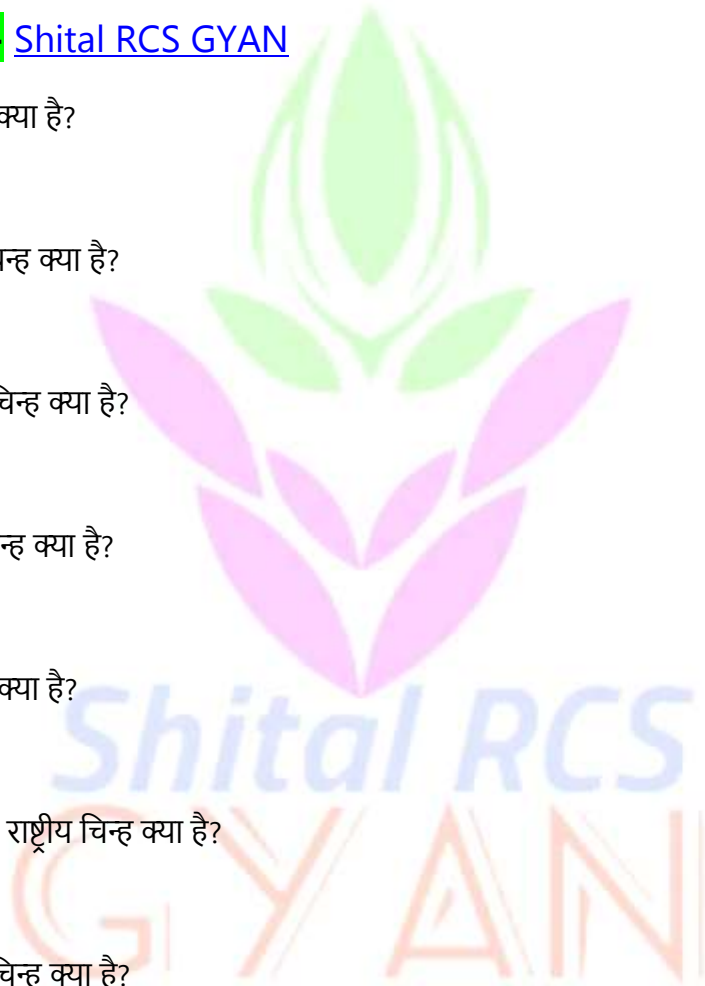 Shital RCS GYAN
क्या है?
न्ह क्या है?
चिन्ह क्या है?
न्ह क्या है?
क्या है?
राष्ट्रीय चिन्ह क्या है?
चिन्ह क्या है?
Shital RCS
GYAN